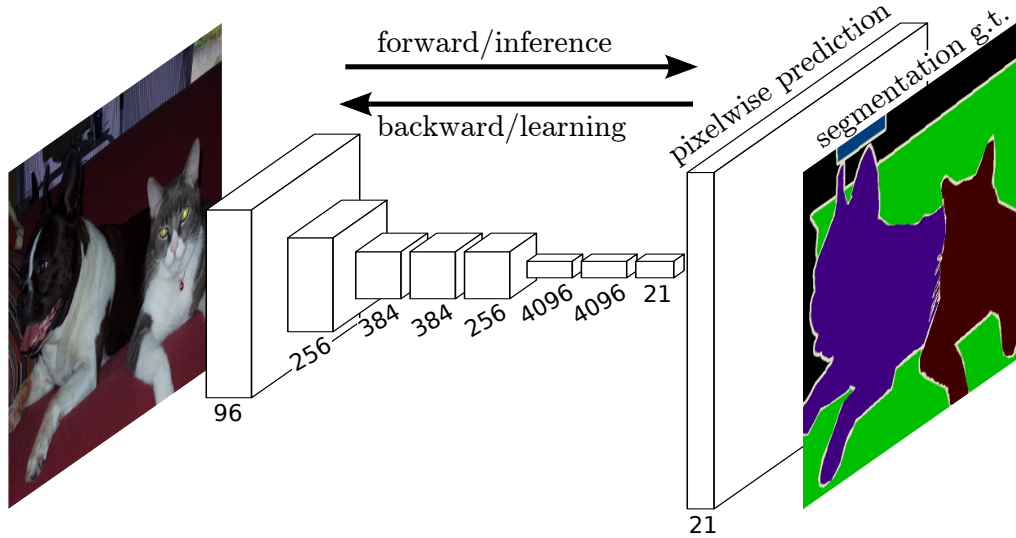 forward/inference
backward/learning
pixelwise prediction
segmentation g.t.
96
256
384
384
256
4096
4096
21
21